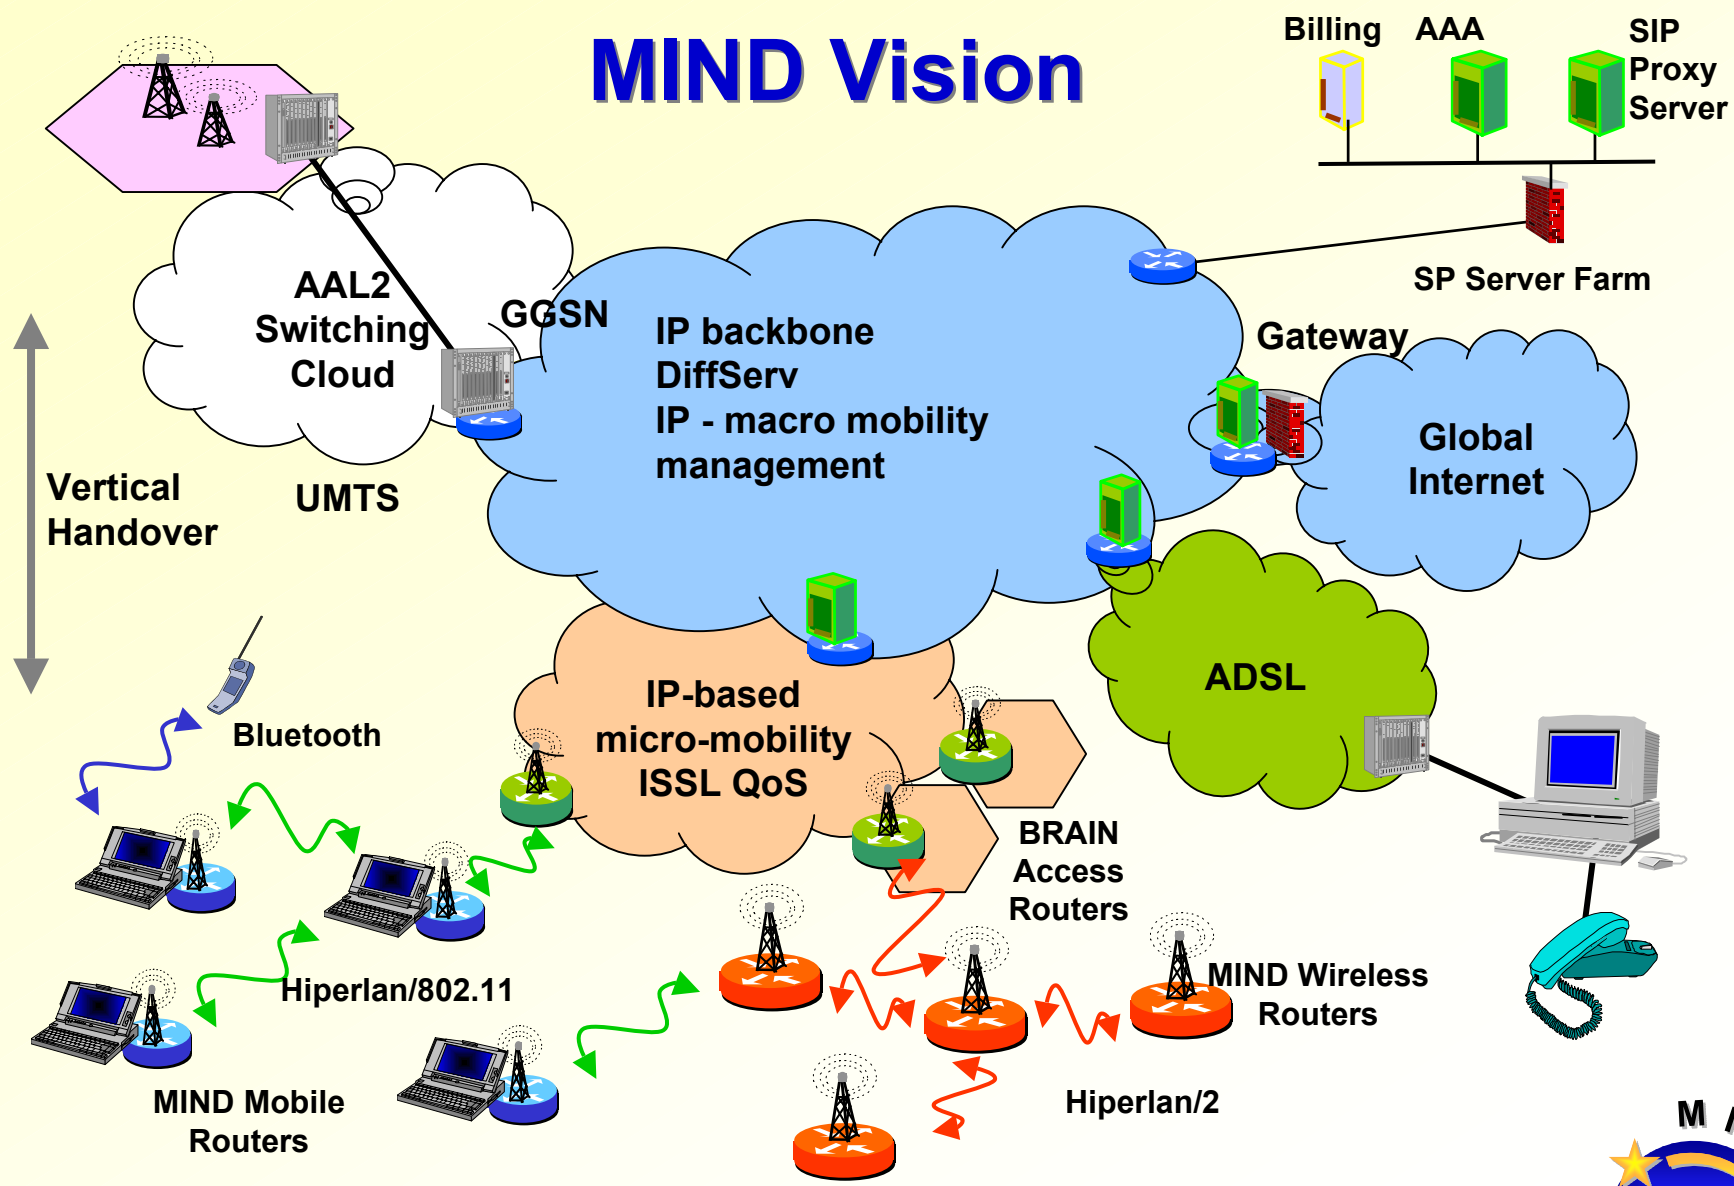 MIND Vision
Billing
AAA
SIP
Proxy
Server
SP Server Farm
AAL2
Switching
Cloud
GGSN
IP backbone
DiffServ
IP - macro mobility
management
Gateway
Global
Internet
Vertical
Handover
UMTS
ADSL
IP-based
micro-mobility
ISSL QoS
Bluetooth
BRAIN
Access
Routers
Hiperlan/802.11
MIND Wireless
Routers
MIND Mobile
Routers
Hiperlan/2
M